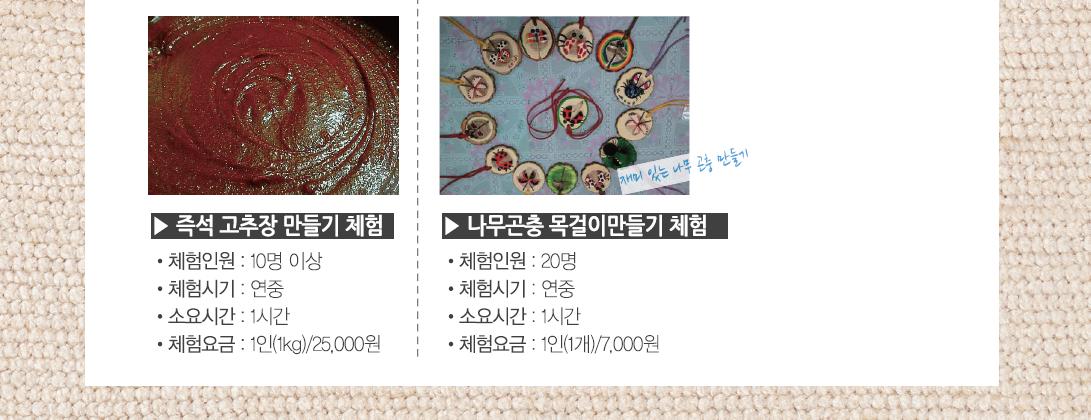 재미 있는 나무 곤충 만들기
▶ 즉석 고추장 만들기 체험
• 체험인원 : 10명 이상
• 체험시기 : 연중
• 소요시간 : 1시간
• 체험요금 : 1인(1kg)/25,000원
▶ 나무곤충 목걸이만들기 체험
• 체험인원 : 20명
• 체험시기 : 연중
• 소요시간 : 1시간
• 체험요금 : 1인(1개)/7,000원